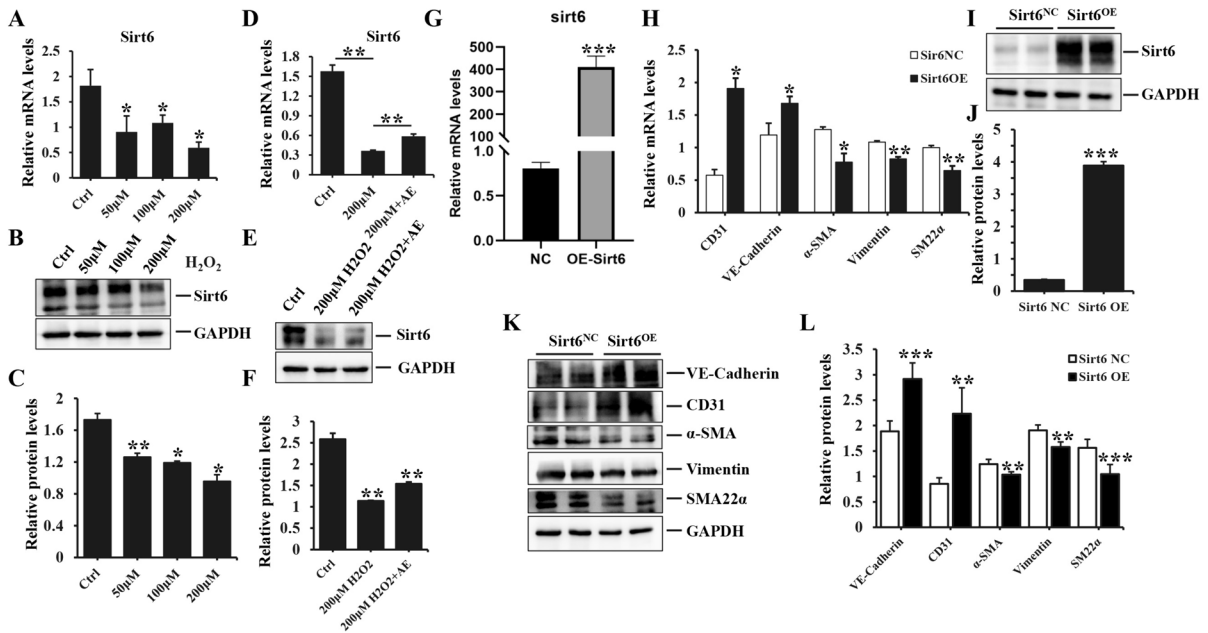 A
Sirt6
Relative mRNA levels
2.5
2
1.5
1
0.5
0
*
*
*
Ctrl
50μM
100μM
200μM
B
Ctrl
50μM
100μM
200μM
H2O2
Sirt6
GAPDH
C
Relative protein levels
2
1.6
1.2
0.8
0.4
0
**
*
*
Ctrl
50μM
100μM
200μM
D
Sirt6
Relative mRNA levels
1.8
1.5
1.2
0.9
0.6
0.3
0
**
**
Ctrl
200μM
200μM+AE
E
Ctrl
200μM H2O2
200μM H2O2+AE
Sirt6
GAPDH
F
Relative protein levels
3
2.5
2
1.5
1
0.5
0
**
**
Ctrl
200μM H2O2
200μM H2O2+AE
G
sirt6
Relative mRNA levels
500
400
300
200
100
1.0
0.5
0.0
***
NC
OE-Sirt6
H
Relative mRNA levels
2.5
2
1.5
1
0.5
0
Sir6NC
Sirt6OE
*
*
*
**
**
CD31
VE-Cadherin
α-SMA
Vimentin
SM22α
I
Sirt6NC
Sirt6OE
Sirt6
GAPDH
J
Relative protein levels
5
4
3
2
1
0
***
Sirt6 NC
Sirt6 OE
K
Sirt6NC
Sirt6OE
VE-Cadherin
CD31
α-SMA
Vimentin
SMA22α
GAPDH
L
Relative protein levels
3.5
3
2.5
2
1.5
1
0.5
0
Sirt6 NC
Sirt6 OE
***
**
**
**
***
VE-Cadherin
CD31
α-SMA
Vimentin
SM22α